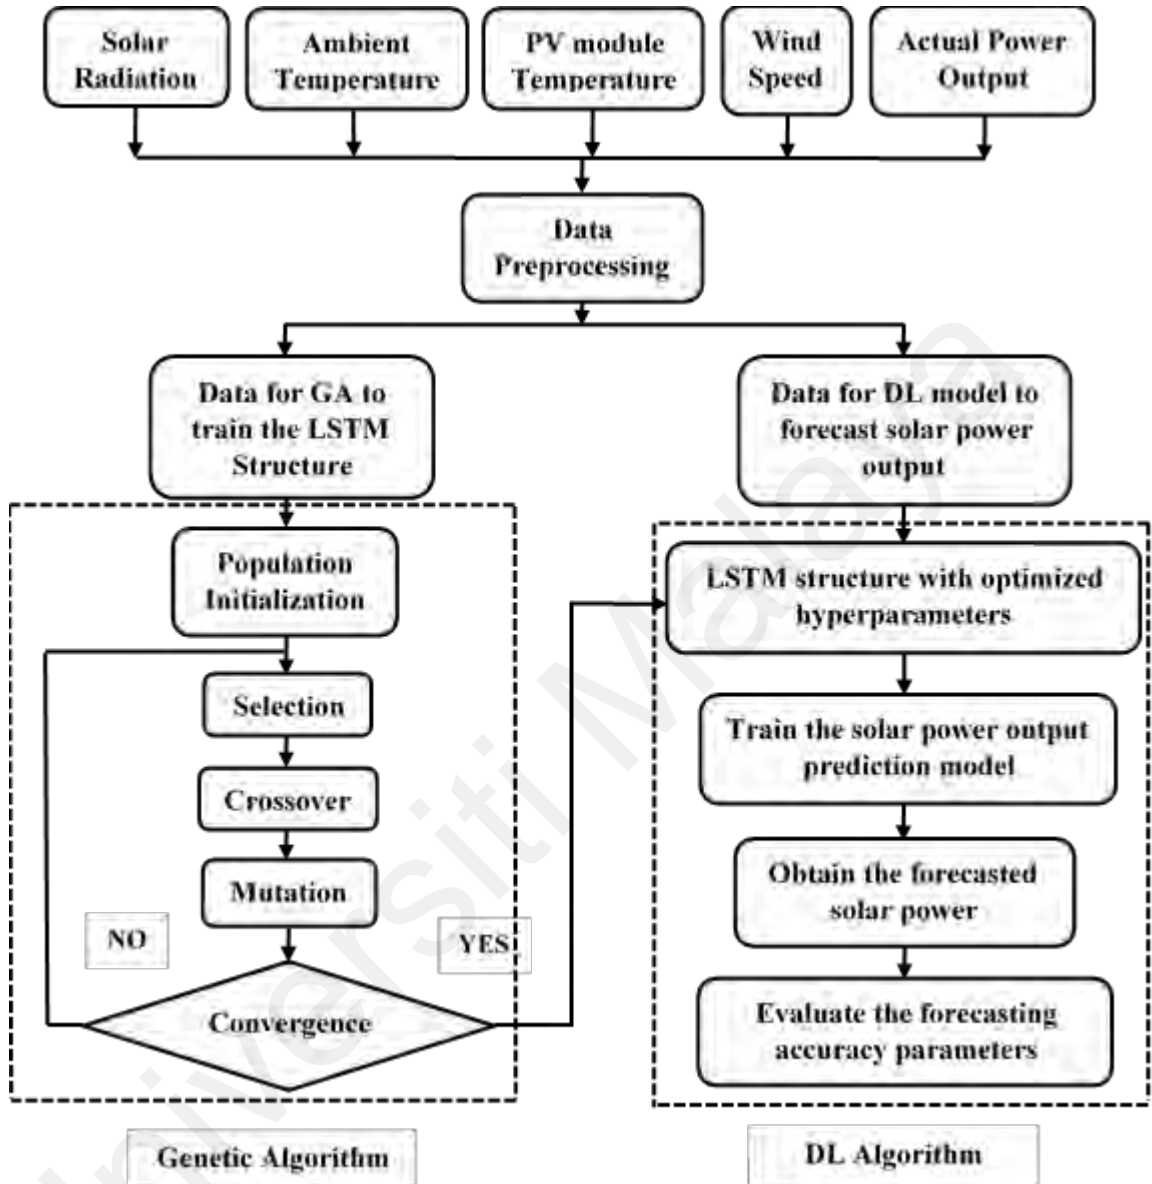 Solar
Radiation
Ambient
Temperature
PV module
Temperature
Wind
Speed
Actual Power
Output
Data
Preprocessing
Data for GA to
train the LSTM
Structure
Data for DL model to
forecast solar power
output
Population
Initialization
LSTM structure with optimized
hyperparameters
Selection
Train the solar power output
prediction model
Crossover
Mutation
Obtain the forecasted
solar power
NO
YES
Convergence
Evaluate the forecasting
accuracy parameters
Genetic Algorithm
DL Algorithm
Universiti Malaya